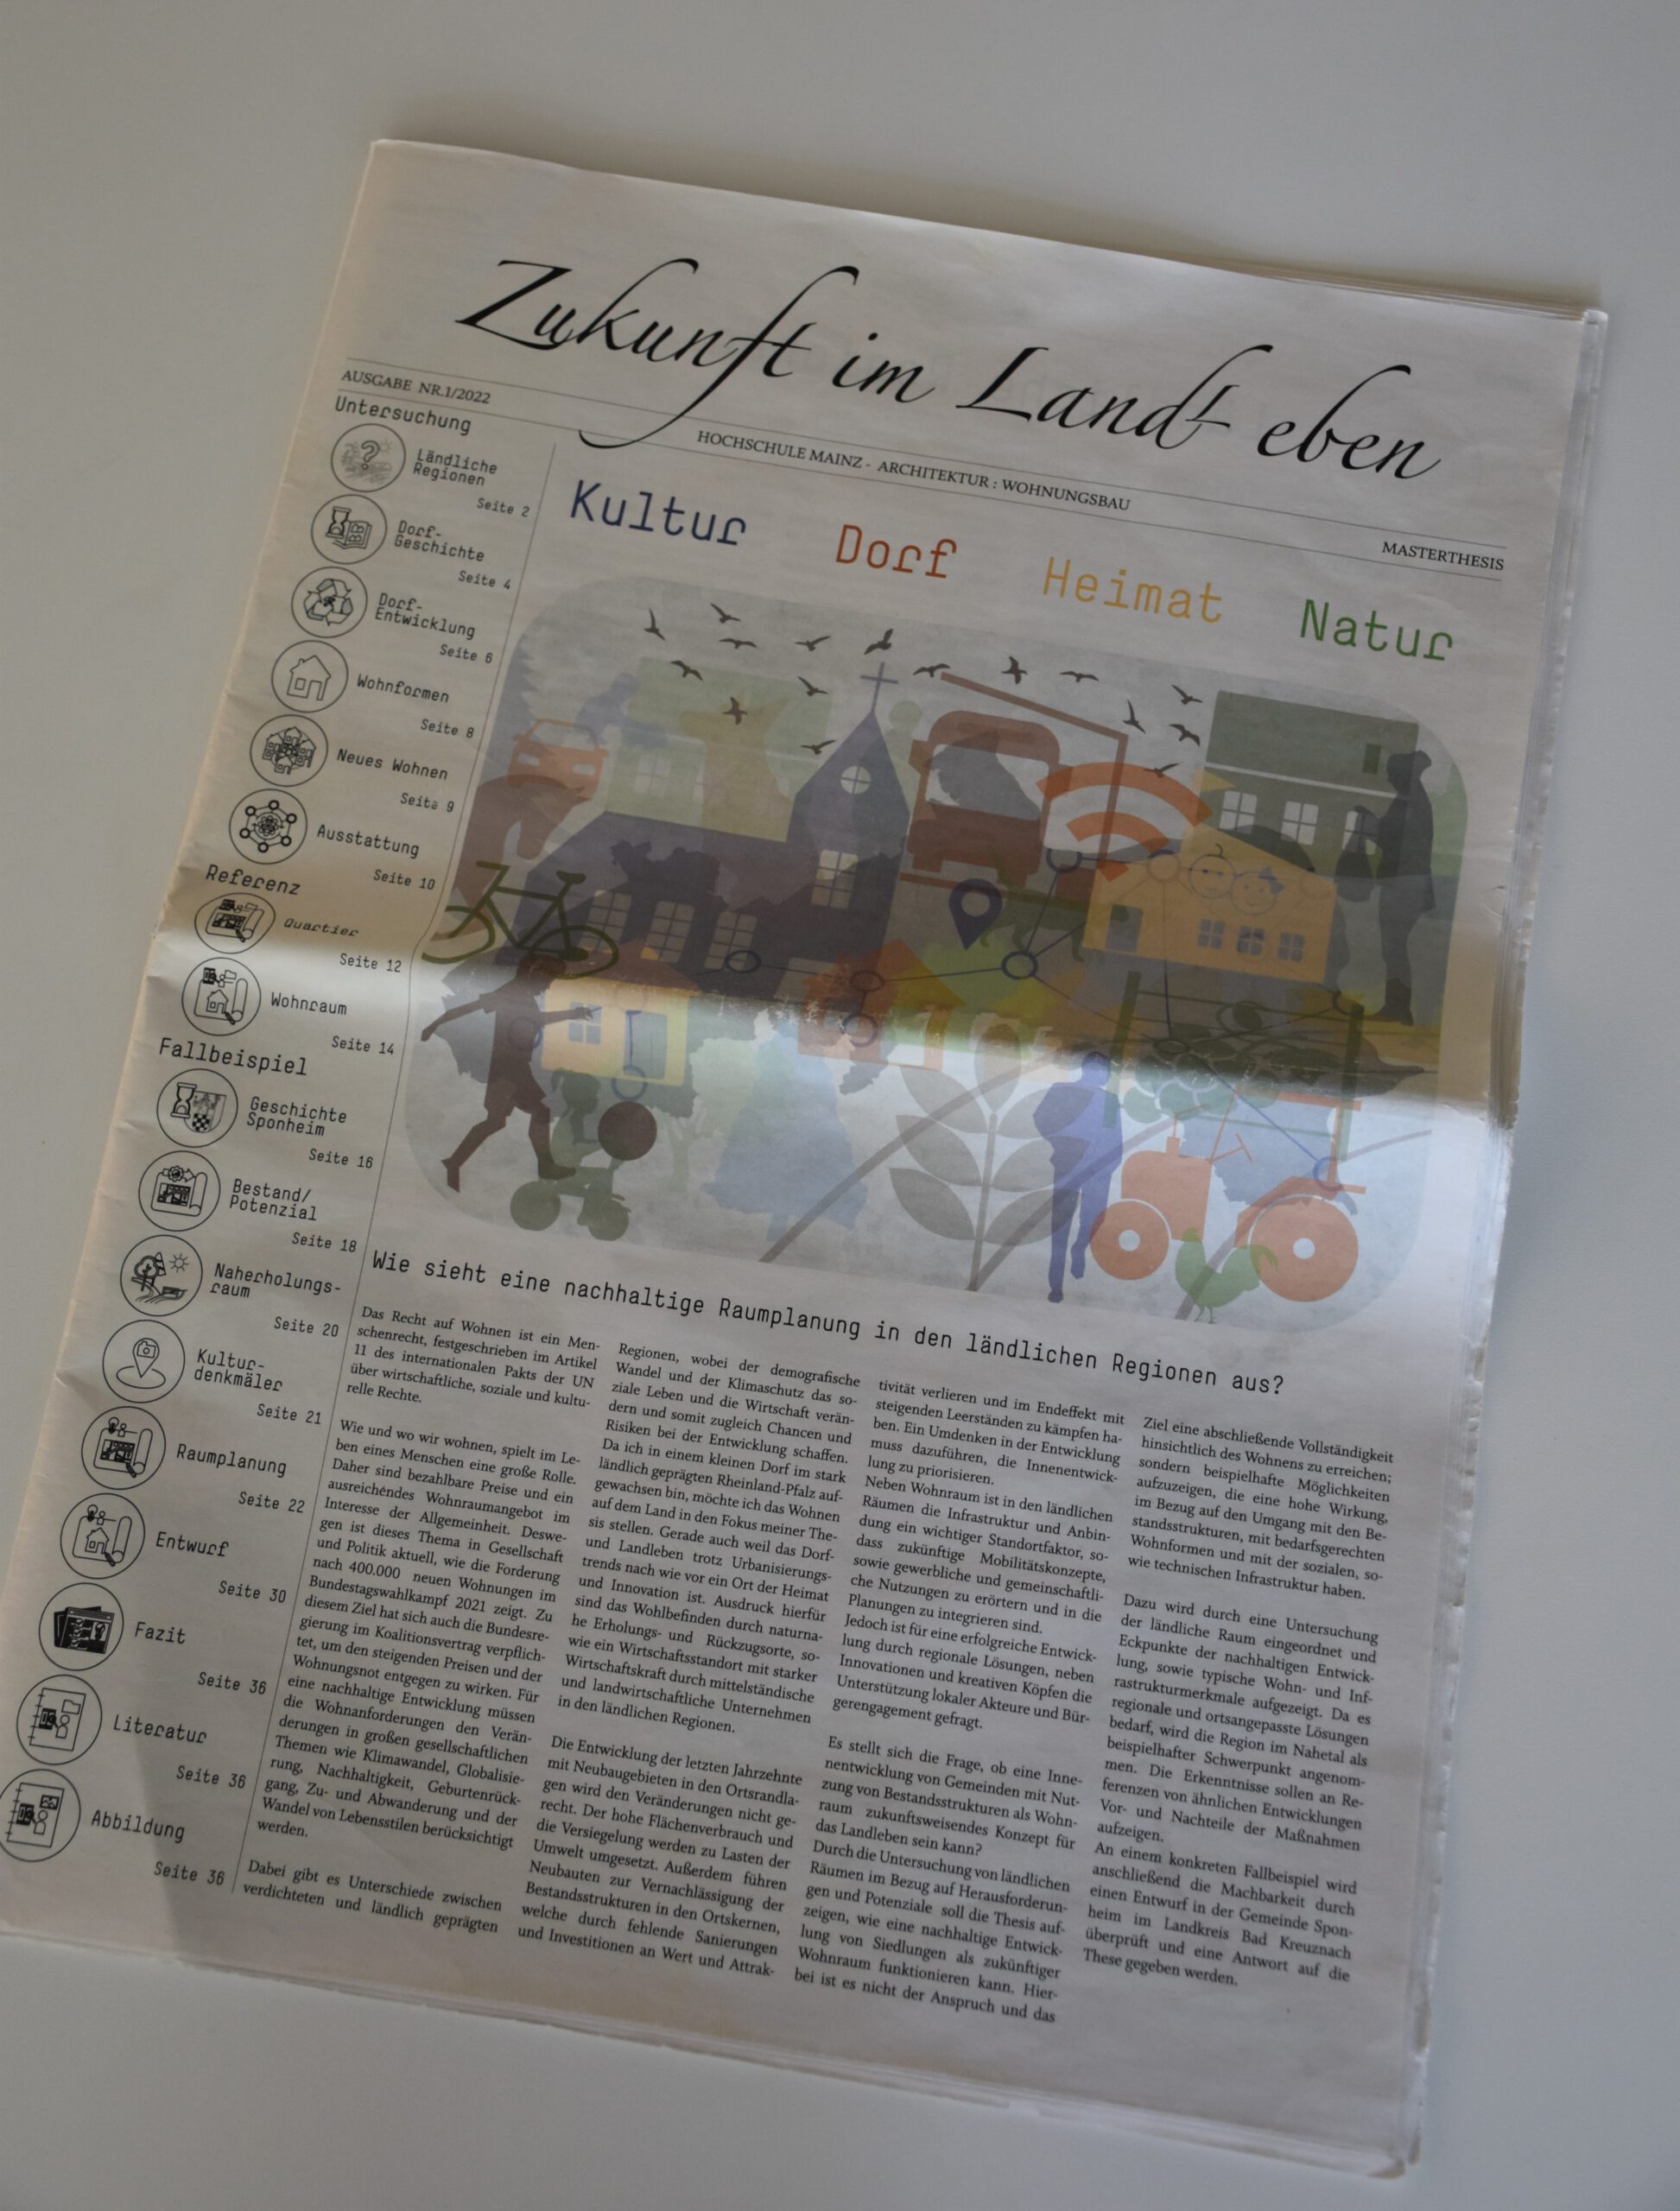 Zukunft im Landleben
AUSGABE NR.1/2022
HOCHSCHULE MAINZ - ARCHITEKTUR : WOHNUNGSBAU
MASTERTHESIS
Untersuchung
Ländliche
Regionen
Seite 2
Dorf-
Geschichte
Seite 4
Dorf-
Entwicklung
Seite 6
Wohnformen
Seite 8
Neues Wohnen
Seite 9
Ausstattung
Seite 10
Referenz
Quartier
Seite 12
Wohnraum
Seite 14
Fallbeispiel
Geschichte
Sponheim
Seite 16
Bestand/
Potenzial
Seite 18
Naherholungs-
raum
Seite 20
Kultur-
denkmäler
Seite 21
Raumplanung
Seite 22
Entwurf
Seite 30
Fazit
Seite 36
Literatur
Seite 36
Abbildung
Seite 36
Kultur Dorf Heimat Natur
Wie sieht eine nachhaltige Raumplanung in den ländlichen Regionen aus?
Das Recht auf Wohnen ist ein Men-
schenrecht, festgeschrieben im Artikel
11 des internationalen Pakts der UN
über wirtschaftliche, soziale und kultu-
relle Rechte.
Wie und wo wir wohnen, spielt im Le-
ben eines Menschen eine große Rolle.
Daher sind bezahlbare Preise und ein
ausreichendes Wohnraumangebot im
Interesse der Allgemeinheit. Deswe-
gen ist dieses Thema in Gesellschaft
und Politik aktuell, wie die Forderung
nach 400.000 neuen Wohnungen im
Bundestagswahlkampf 2021 zeigt. Zu
diesem Ziel hat sich auch die Bundesre-
gierung im Koalitionsvertrag verpflich-
tet, um den steigenden Preisen und der
Wohnungsnot entgegen zu wirken. Für
eine nachhaltige Entwicklung müssen
die Wohnanforderungen den Verän-
derungen in großen gesellschaftlichen
Themen wie Klimawandel, Globalisie-
rung, Nachhaltigkeit, Geburtenrück-
gang, Zu- und Abwanderung und der
Wandel von Lebensstilen berücksichtigt
werden.
Dabei gibt es Unterschiede zwischen
verdichteten und ländlich geprägten
Regionen, wobei der demografische
Wandel und der Klimaschutz das so-
ziale Leben und die Wirtschaft verän-
dern und somit zugleich Chancen und
Risiken bei der Entwicklung schaffen.
Da ich in einem kleinen Dorf im stark
ländlich geprägten Rheinland-Pfalz auf-
gewachsen bin, möchte ich das Wohnen
auf dem Land in den Fokus meiner The-
sis stellen. Gerade auch weil das Dorf-
und Landleben trotz Urbanisierungs-
trends nach wie vor ein Ort der Heimat
und Innovation ist. Ausdruck hierfür
sind das Wohlbefinden durch naturna-
he Erholungs- und Rückzugsorte, so-
wie ein Wirtschaftsstandort mit starker
Wirtschaftskraft durch mittelständische
und landwirtschaftliche Unternehmen
in den ländlichen Regionen.
Die Entwicklung der letzten Jahrzehnte
mit Neubaugebieten in den Ortsrandla-
gen wird den Veränderungen nicht ge-
recht. Der hohe Flächenverbrauch und
die Versiegelung werden zu Lasten der
Umwelt umgesetzt. Außerdem führen
Neubauten zur Vernachlässigung der
Bestandsstrukturen in den Ortskernen,
welche durch fehlende Sanierungen
und Investitionen an Wert und Attrak-
tivität verlieren und im Endeffekt mit
steigenden Leerständen zu kämpfen ha-
ben. Ein Umdenken in der Entwicklung
muss dazuführen, die Innenentwick-
lung zu priorisieren.
Neben Wohnraum ist in den ländlichen
Räumen die Infrastruktur und Anbin-
dung ein wichtiger Standortfaktor, so-
dass zukünftige Mobilitätskonzepte,
sowie gewerbliche und gemeinschaftli-
che Nutzungen zu erörtern und in die
Planungen zu integrieren sind.
Jedoch ist für eine erfolgreiche Entwick-
lung durch regionale Lösungen, neben
Innovationen und kreativen Köpfen die
Unterstützung lokaler Akteure und Bür-
gerengagement gefragt.
Es stellt sich die Frage, ob eine Inne-
nentwicklung von Gemeinden mit Nut-
zung von Bestandsstrukturen als Wohn-
raum zukunftsweisendes Konzept für
das Landleben sein kann?
Durch die Untersuchung von ländlichen
Räumen im Bezug auf Herausforderun-
gen und Potenziale soll die Thesis auf-
zeigen, wie eine nachhaltige Entwick-
lung von Siedlungen als zukünftiger
Wohnraum funktionieren kann. Hier-
bei ist es nicht der Anspruch und das
Ziel eine abschließende Vollständigkeit
hinsichtlich des Wohnens zu erreichen;
sondern beispielhafte Möglichkeiten
aufzuzeigen, die eine hohe Wirkung,
im Bezug auf den Umgang mit den Be-
standsstrukturen, mit bedarfsgerechten
Wohnformen und mit der sozialen, so-
wie technischen Infrastruktur haben.
Dazu wird durch eine Untersuchung
der ländliche Raum eingeordnet und
Eckpunkte der nachhaltigen Entwick-
lung, sowie typische Wohn- und Inf-
rastrukturmerkmale aufgezeigt. Da es
regionale und ortsangepasste Lösungen
bedarf, wird die Region im Nahetal als
beispielhafter Schwerpunkt angenom-
men. Die Erkenntnisse sollen an Re-
ferenzen von ähnlichen Entwicklungen
Vor- und Nachteile der Maßnahmen
aufzeigen.
An einem konkreten Fallbeispiel wird
anschließend die Machbarkeit durch
einen Entwurf in der Gemeinde Spon-
heim im Landkreis Bad Kreuznach
überprüft und eine Antwort auf die
These gegeben werden.